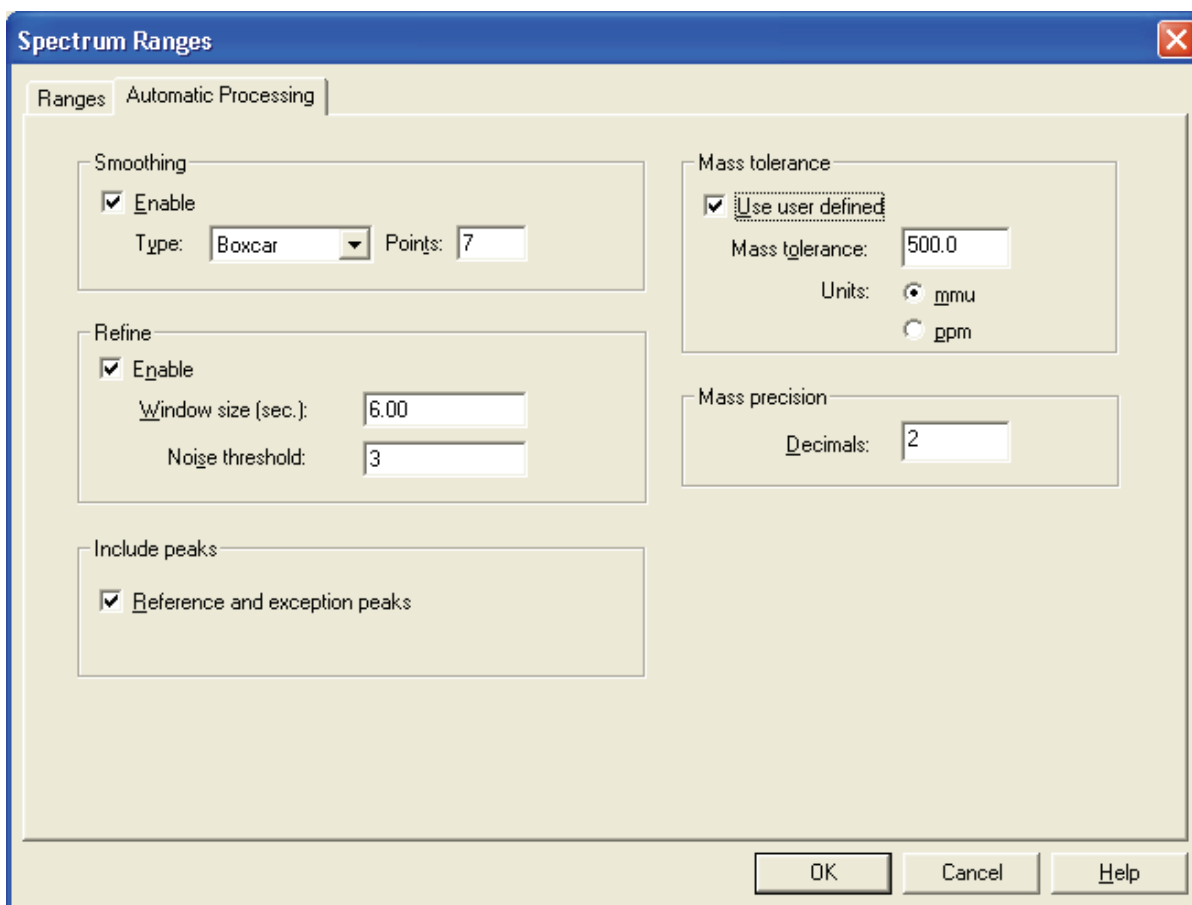 Spectrum Ranges
Ranges
Automatic Processing
Smoothing
Enable
Type: Boxcar Points: 7
Refine
Enable
Window size (sec.): 6.00
Noise threshold: 3
Include peaks
Reference and exception peaks
Mass tolerance
Use user defined
Mass tolerance: 500.0
Units: mmu
ppm
Mass precision
Decimals: 2
OK
Cancel
Help